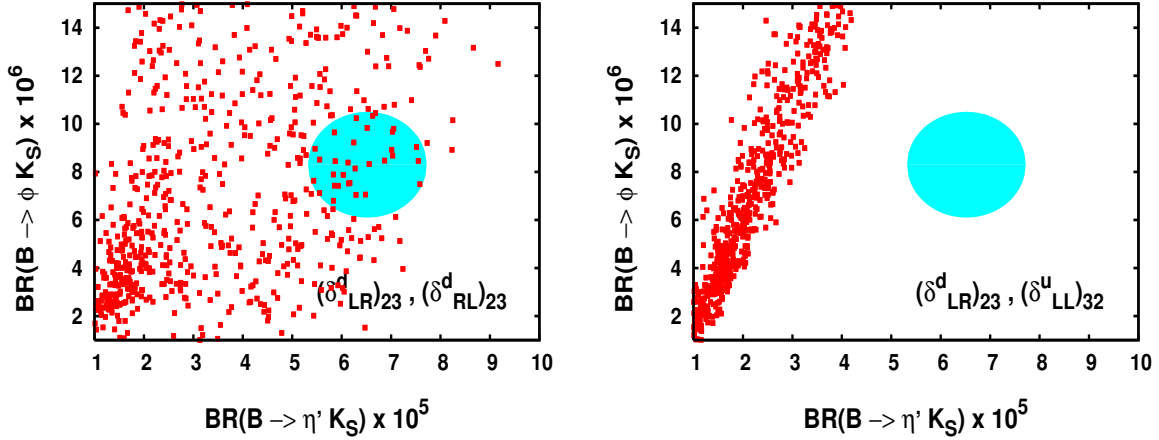 BR(B −> ϕ K_S) x 10^6
14
12
10
8
6
4
2
1 2 3 4 5 6 7 8 9 10
(δ^d_LR)_23 , (δ^d_RL)_23
BR(B −> η’ K_S) x 10^5
BR(B −> ϕ K_S) x 10^6
14
12
10
8
6
4
2
1 2 3 4 5 6 7 8 9 10
(δ^d_LR)_23 , (δ^u_LL)_32
BR(B −> η’ K_S) x 10^5